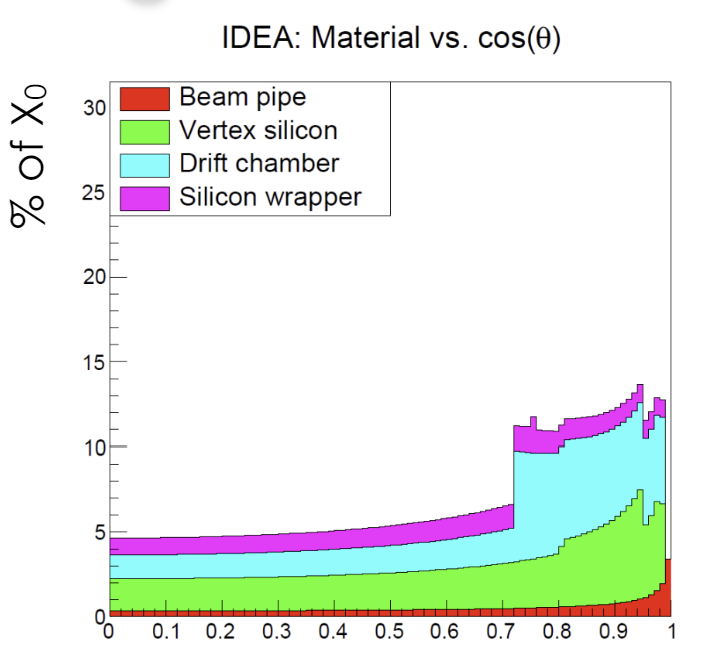 IDEA: Material vs. cos(θ)
% of X0
Beam pipe
Vertex silicon
Drift chamber
Silicon wrapper
30
25
20
15
10
5
0
0 0.1 0.2 0.3 0.4 0.5 0.6 0.7 0.8 0.9 1